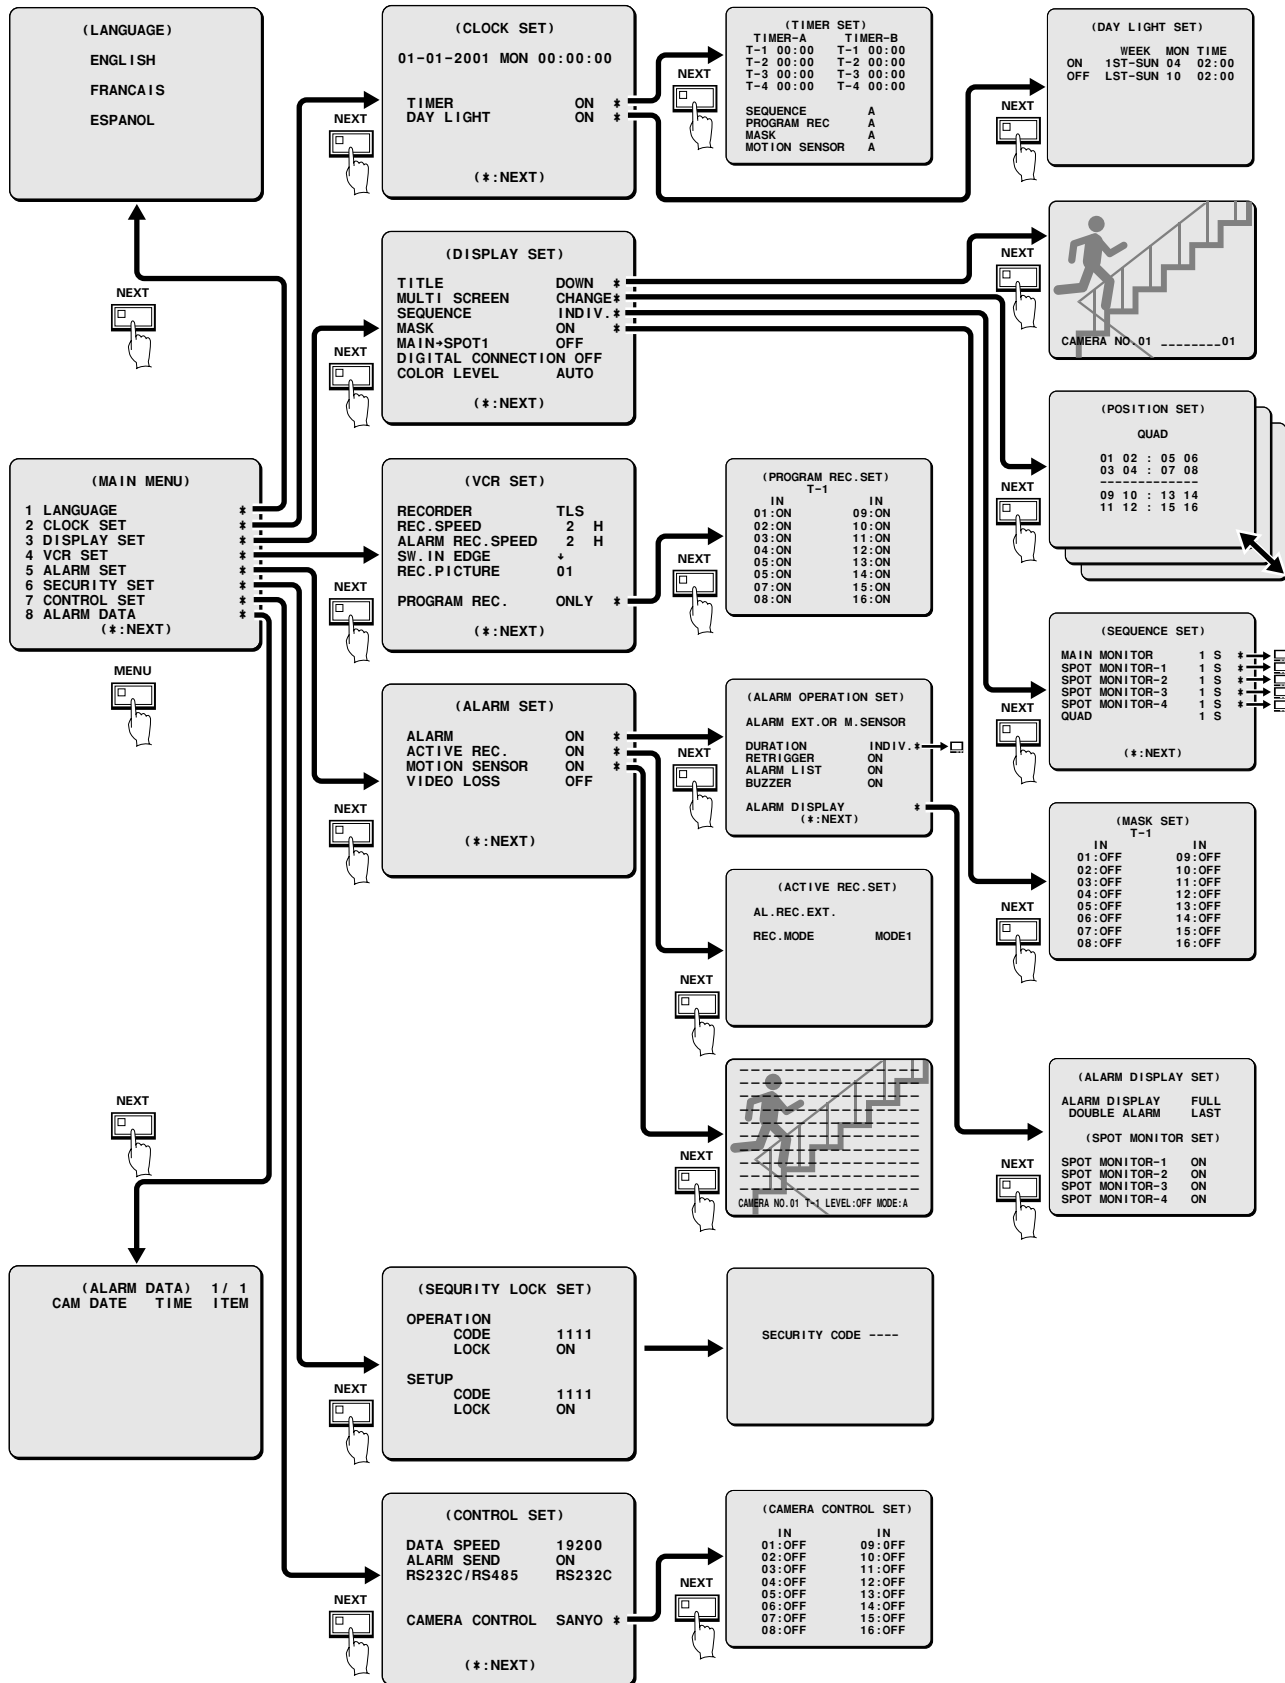 (LANGUAGE)
ENGLISH
FRANCAIS
ESPANOL
NEXT
(MAIN MENU)
1 LANGUAGE *
2 CLOCK SET *
3 DISPLAY SET *
4 VCR SET *
5 ALARM SET *
6 SECURITY SET *
7 CONTROL SET *
8 ALARM DATA *
(*:NEXT)
MENU
NEXT
(ALARM DATA) 1/ 1
CAM DATE TIME ITEM
NEXT
(CLOCK SET)
01-01-2001 MON 00:00:00
TIMER ON *
DAY LIGHT ON *
(*:NEXT)
NEXT
(TIMER SET)
TIMER-A TIMER-B
T-1 00:00 T-1 00:00
T-2 00:00 T-2 00:00
T-3 00:00 T-3 00:00
T-4 00:00 T-4 00:00
SEQUENCE A
PROGRAM REC A
MASK A
MOTION SENSOR A
NEXT
(DAY LIGHT SET)
WEEK MON TIME
ON 1ST-SUN 04 02:00
OFF LST-SUN 10 02:00
NEXT
(DISPLAY SET)
TITLE DOWN *
MULTI SCREEN CHANGE*
SEQUENCE INDIV.*
MASK ON *
MAIN→SPOT1 OFF
DIGITAL CONNECTION OFF
COLOR LEVEL AUTO
(*:NEXT)
NEXT
CAMERA NO.01 ________01
NEXT
(POSITION SET)
QUAD
01 02 : 05 06
03 04 : 07 08
-------------
09 10 : 13 14
11 12 : 15 16
NEXT
(SEQUENCE SET)
MAIN MONITOR 1 S *
SPOT MONITOR-1 1 S *
SPOT MONITOR-2 1 S *
SPOT MONITOR-3 1 S *
SPOT MONITOR-4 1 S *
QUAD 1 S
(*:NEXT)
NEXT
(MASK SET)
T-1
IN IN
01:OFF 09:OFF
02:OFF 10:OFF
03:OFF 11:OFF
04:OFF 12:OFF
05:OFF 13:OFF
06:OFF 14:OFF
07:OFF 15:OFF
08:OFF 16:OFF
NEXT
(VCR SET)
RECORDER TLS
REC.SPEED 2 H
ALARM REC.SPEED 2 H
SW.IN EDGE ↓
REC.PICTURE 01
PROGRAM REC. ONLY *
(*:NEXT)
NEXT
(PROGRAM REC.SET)
T-1
IN IN
01:ON 09:ON
02:ON 10:ON
03:ON 11:ON
04:ON 12:ON
05:ON 13:ON
05:ON 14:ON
07:ON 15:ON
08:ON 16:ON
NEXT
(ALARM SET)
ALARM ON *
ACTIVE REC. ON *
MOTION SENSOR ON *
VIDEO LOSS OFF
(*:NEXT)
NEXT
(ALARM OPERATION SET)
ALARM EXT.OR M.SENSOR
DURATION INDIV.*
RETRIGGER ON
ALARM LIST ON
BUZZER ON
ALARM DISPLAY *
(*:NEXT)
NEXT
(ACTIVE REC.SET)
AL.REC.EXT.
REC.MODE MODE1
NEXT
CAMERA NO.01 T-1 LEVEL:OFF MODE:A
NEXT
(ALARM DISPLAY SET)
ALARM DISPLAY FULL
DOUBLE ALARM LAST
(SPOT MONITOR SET)
SPOT MONITOR-1 ON
SPOT MONITOR-2 ON
SPOT MONITOR-3 ON
SPOT MONITOR-4 ON
NEXT
(SEQURITY LOCK SET)
OPERATION
CODE 1111
LOCK ON
SETUP
CODE 1111
LOCK ON
NEXT
SECURITY CODE ----
(CONTROL SET)
DATA SPEED 19200
ALARM SEND ON
RS232C/RS485 RS232C
CAMERA CONTROL SANYO *
(*:NEXT)
NEXT
(CAMERA CONTROL SET)
IN IN
01:OFF 09:0FF
02:OFF 10:OFF
03:OFF 11:OFF
04:OFF 12:OFF
05:OFF 13:OFF
06:OFF 14:OFF
07:OFF 15:OFF
08:OFF 16:OFF
NEXT